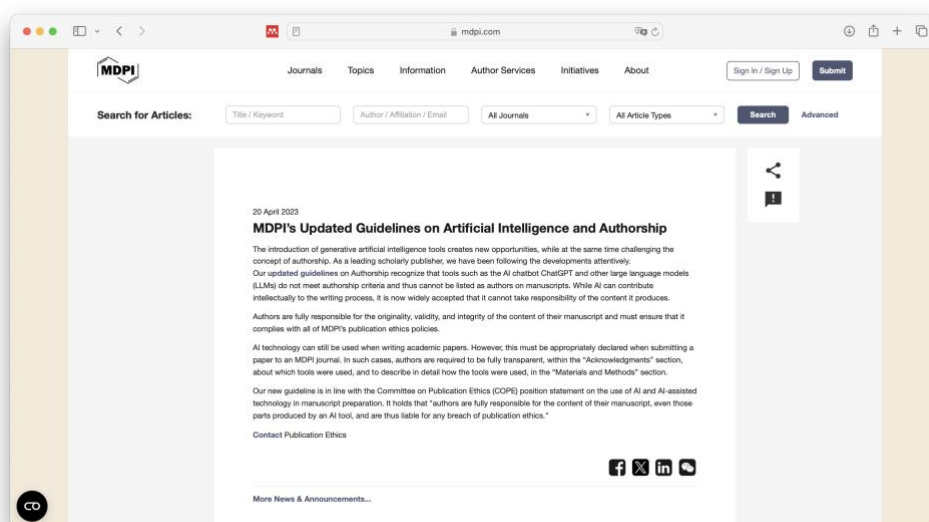 mdpi.com
MDPI
Journals Topics Information Author Services Initiatives About Sign In / Sign Up Submit
Search for Articles: Title / Keyword Author / Affiliation / Email All Journals All Article Types Search Advanced
20 April 2023
MDPI's Updated Guidelines on Artificial Intelligence and Authorship
The introduction of generative artificial intelligence tools creates new opportunities, while at the same time challenging the
concept of authorship. As a leading scholarly publisher, we have been following the developments attentively.
Our updated guidelines on Authorship recognize that tools such as the AI chatbot ChatGPT and other large language models
(LLMs) do not meet authorship criteria and thus cannot be listed as authors on manuscripts. While AI can contribute
intellectually to the writing process, it is now widely accepted that it cannot take responsibility of the content it produces.
Authors are fully responsible for the originality, validity, and integrity of the content of their manuscript and must ensure that it
complies with all of MDPI's publication ethics policies.
AI technology can still be used when writing academic papers. However, this must be appropriately declared when submitting a
paper to an MDPI journal. In such cases, authors are required to be fully transparent, within the "Acknowledgments" section,
about which tools were used, and to describe in detail how the tools were used, in the "Materials and Methods" section.
Our new guideline is in line with the Committee on Publication Ethics (COPE) position statement on the use of AI and AI-assisted
technology in manuscript preparation. It holds that "authors are fully responsible for the content of their manuscript, even those
parts produced by an AI tool, and are thus liable for any breach of publication ethics."
Contact Publication Ethics
More News & Announcements...